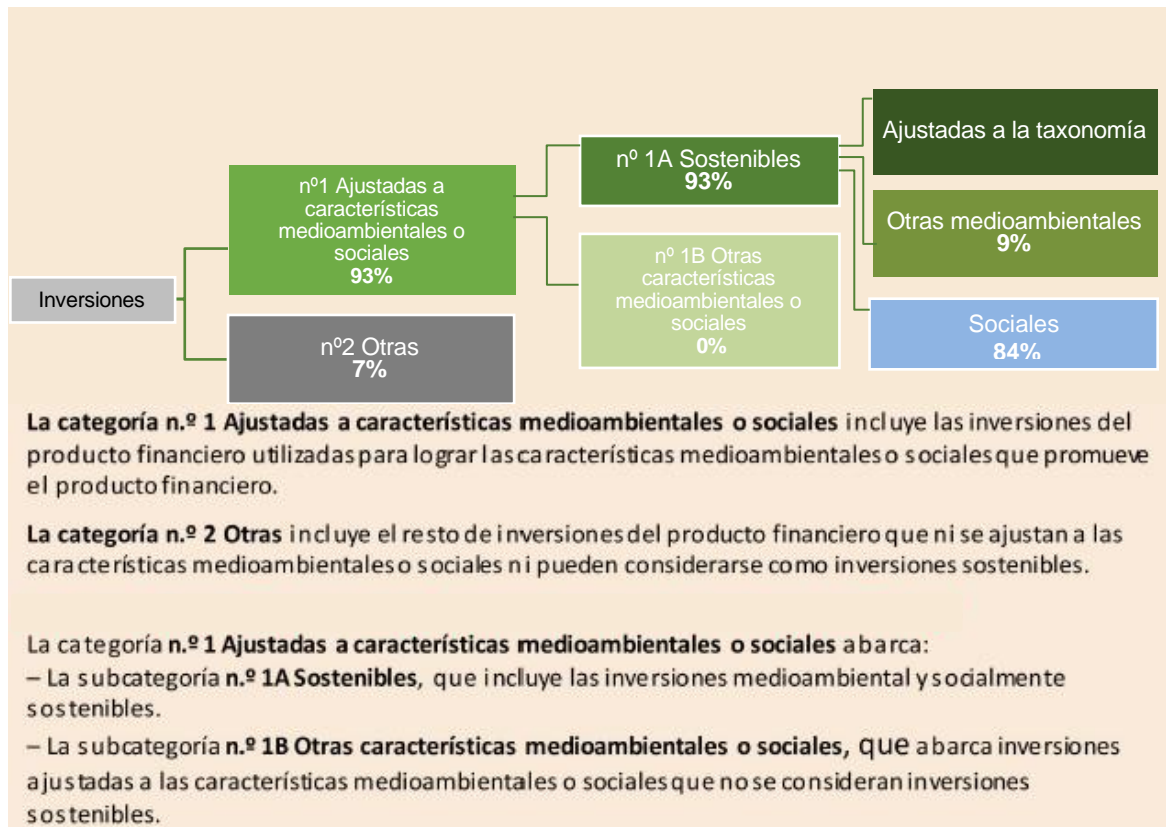 Inversiones
nº1 Ajustadas a
características
medioambientales o
sociales
93%
nº2 Otras
7%
nº 1A Sostenibles
93%
nº 1B Otras
características
medioambientales o
sociales
0%
Ajustadas a la taxonomía
Otras medioambientales
9%
Sociales
84%
La categoría n.º 1 Ajustadas a características medioambientales o sociales incluye las inversiones del
producto financiero utilizadas para lograr las características medioambientales o sociales que promueve
el producto financiero.
La categoría n.º 2 Otras incluye el resto de inversiones del producto financiero que ni se ajustan a las
características medioambientales o sociales ni pueden considerarse como inversiones sostenibles.
La categoría n.º 1 Ajustadas a características medioambientales o sociales abarca:
– La subcategoría n.º 1A Sostenibles, que incluye las inversiones medioambiental y socialmente
sostenibles.
– La subcategoría n.º 1B Otras características medioambientales o sociales, que abarca inversiones
ajustadas a las características medioambientales o sociales que no se consideran inversiones
sostenibles.